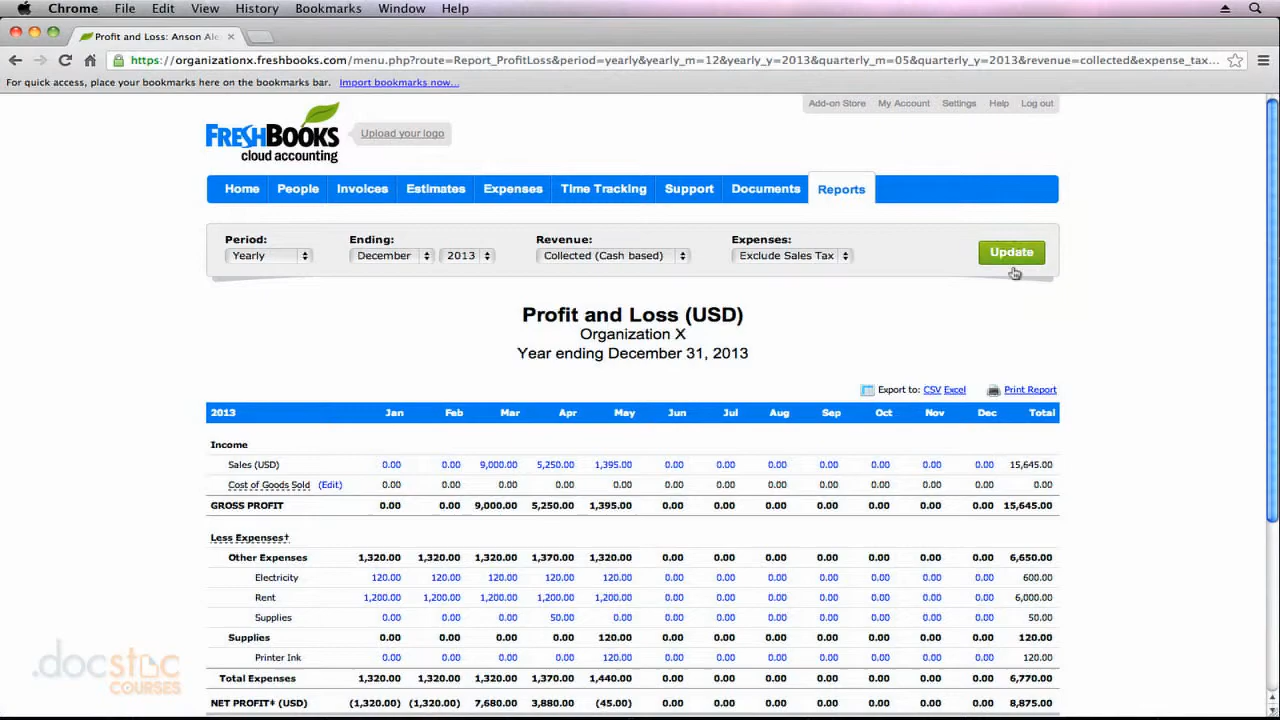 Chrome File Edit View History Bookmarks Window Help
Profit and Loss: Anson Ale
https://organizationx.freshbooks.com/menu.php?route=Report_ProfitLoss&period=yearly&yearly_m=12&yearly_y=2013&quarterly_m=05&quarterly_y=2013&revenue=collected&expense_tax...
For quick access, place your bookmarks here on the bookmarks bar. Import bookmarks now...
Add-on Store My Account Settings Help Log out
FRESHBOOKS
cloud accounting
Upload your logo
Home People Invoices Estimates Expenses Time Tracking Support Documents Reports
Period: Ending: Revenue: Expenses:
Yearly December 2013 Collected (Cash based) Exclude Sales Tax Update
Profit and Loss (USD)
Organization X
Year ending December 31, 2013
Export to: CSV Excel Print Report
2013 Jan Feb Mar Apr May Jun Jul Aug Sep Oct Nov Dec Total
Income
Sales (USD) 0.00 0.00 9,000.00 5,250.00 1,395.00 0.00 0.00 0.00 0.00 0.00 0.00 0.00 15,645.00
Cost of Goods Sold (Edit) 0.00 0.00 0.00 0.00 0.00 0.00 0.00 0.00 0.00 0.00 0.00 0.00 0.00
GROSS PROFIT 0.00 0.00 9,000.00 5,250.00 1,395.00 0.00 0.00 0.00 0.00 0.00 0.00 0.00 15,645.00
Less Expenses†
Other Expenses 1,320.00 1,320.00 1,320.00 1,370.00 1,320.00 0.00 0.00 0.00 0.00 0.00 0.00 0.00 6,650.00
Electricity 120.00 120.00 120.00 120.00 120.00 0.00 0.00 0.00 0.00 0.00 0.00 0.00 600.00
Rent 1,200.00 1,200.00 1,200.00 1,200.00 1,200.00 0.00 0.00 0.00 0.00 0.00 0.00 0.00 6,000.00
Supplies 0.00 0.00 0.00 50.00 0.00 0.00 0.00 0.00 0.00 0.00 0.00 0.00 50.00
Supplies 0.00 0.00 0.00 0.00 120.00 0.00 0.00 0.00 0.00 0.00 0.00 0.00 120.00
Printer Ink 0.00 0.00 0.00 0.00 120.00 0.00 0.00 0.00 0.00 0.00 0.00 0.00 120.00
Total Expenses 1,320.00 1,320.00 1,320.00 1,370.00 1,440.00 0.00 0.00 0.00 0.00 0.00 0.00 0.00 6,770.00
NET PROFIT‡ (USD) (1,320.00) (1,320.00) 7,680.00 3,880.00 (45.00) 0.00 0.00 0.00 0.00 0.00 0.00 0.00 8,875.00
.docstoc
COURSES